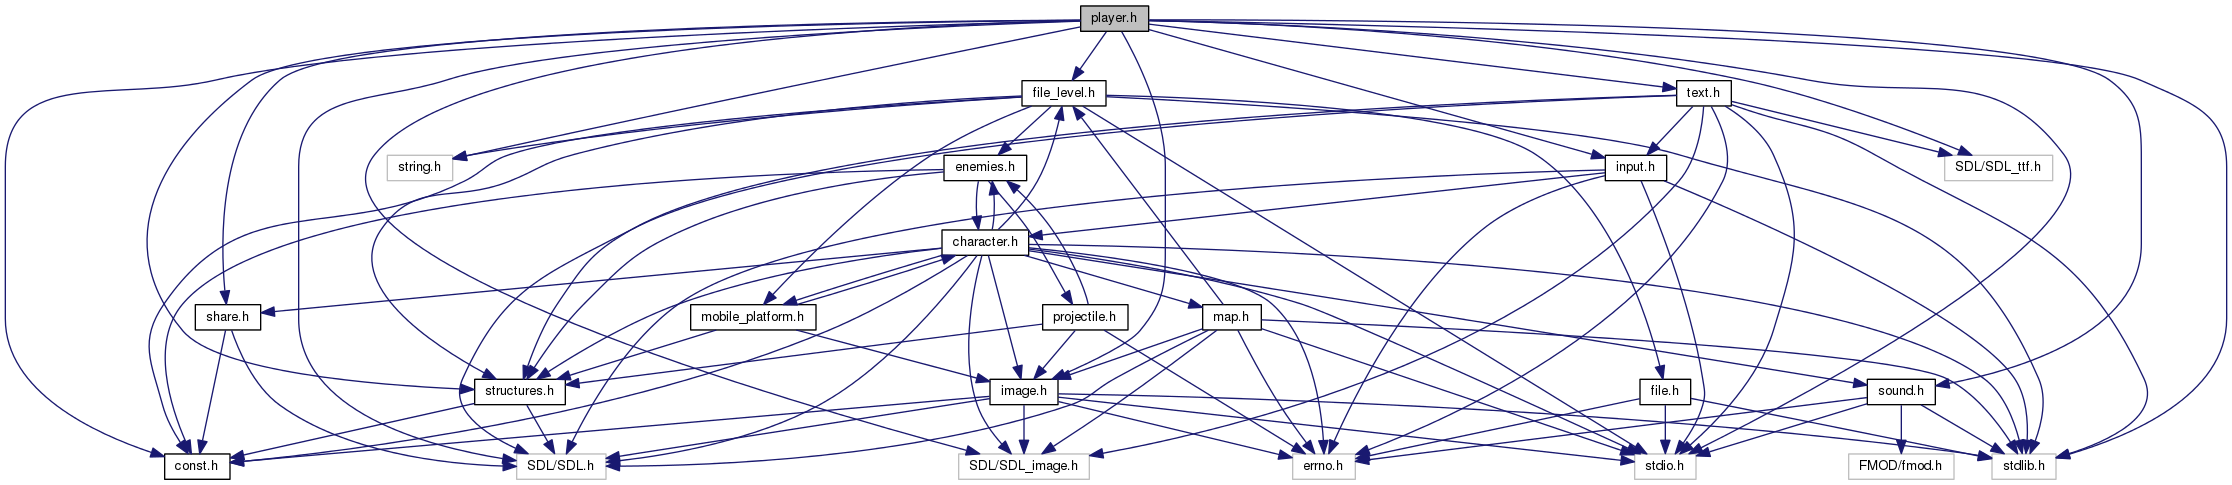 player.h
file_level.h
text.h
string.h
enemies.h
input.h
SDL/SDL_ttf.h
character.h
share.h
mobile_platform.h
projectile.h
map.h
structures.h
image.h
file.h
sound.h
const.h
SDL/SDL.h
SDL/SDL_image.h
errno.h
stdio.h
FMOD/fmod.h
stdlib.h